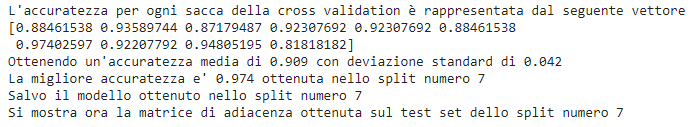 L'accuratezza per ogni sacca della cross validation è rappresentata dal seguente vettore
[0.88461538 0.93589744 0.87179487 0.92307692 0.92307692 0.88461538
0.97402597 0.92207792 0.94805195 0.81818182]
Ottenendo un'accuratezza media di 0.909 con deviazione standard di 0.042
La migliore accuratezza e' 0.974 ottenuta nello split numero 7
Salvo il modello ottenuto nello split numero 7
Si mostra ora la matrice di adiacenza ottenuta sul test set dello split numero 7